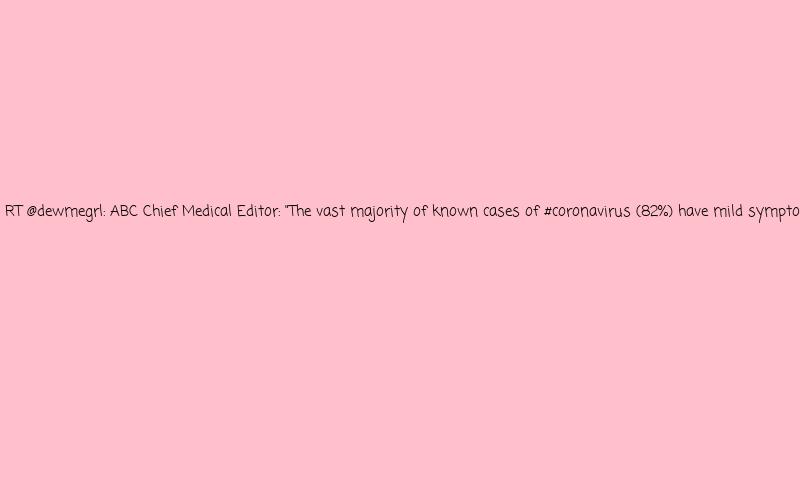 RT @dewmegrl: ABC Chief Medical Editor: "The vast majority of known cases of #coronavirus (82%) have mild sympto